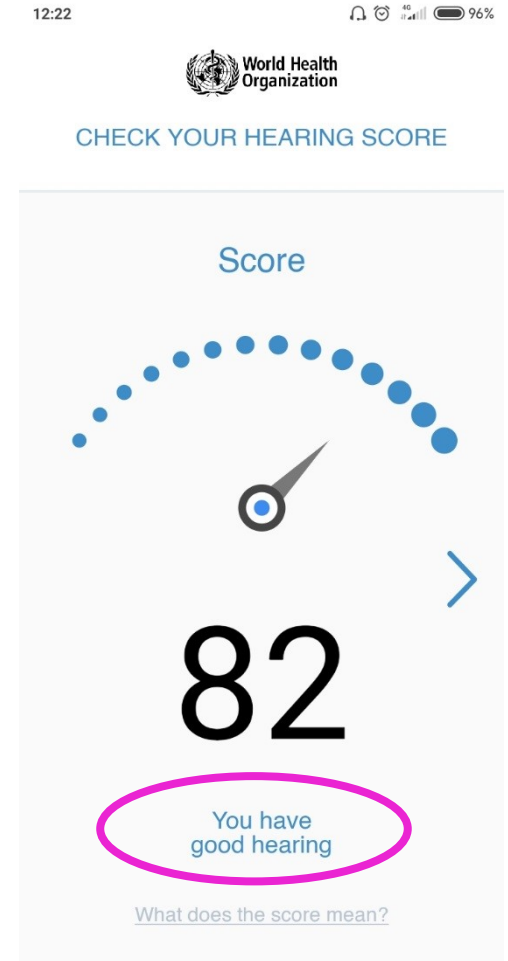 12:22
4G
96%
World Health
Organization
CHECK YOUR HEARING SCORE
Score
82
You have
good hearing
What does the score mean?